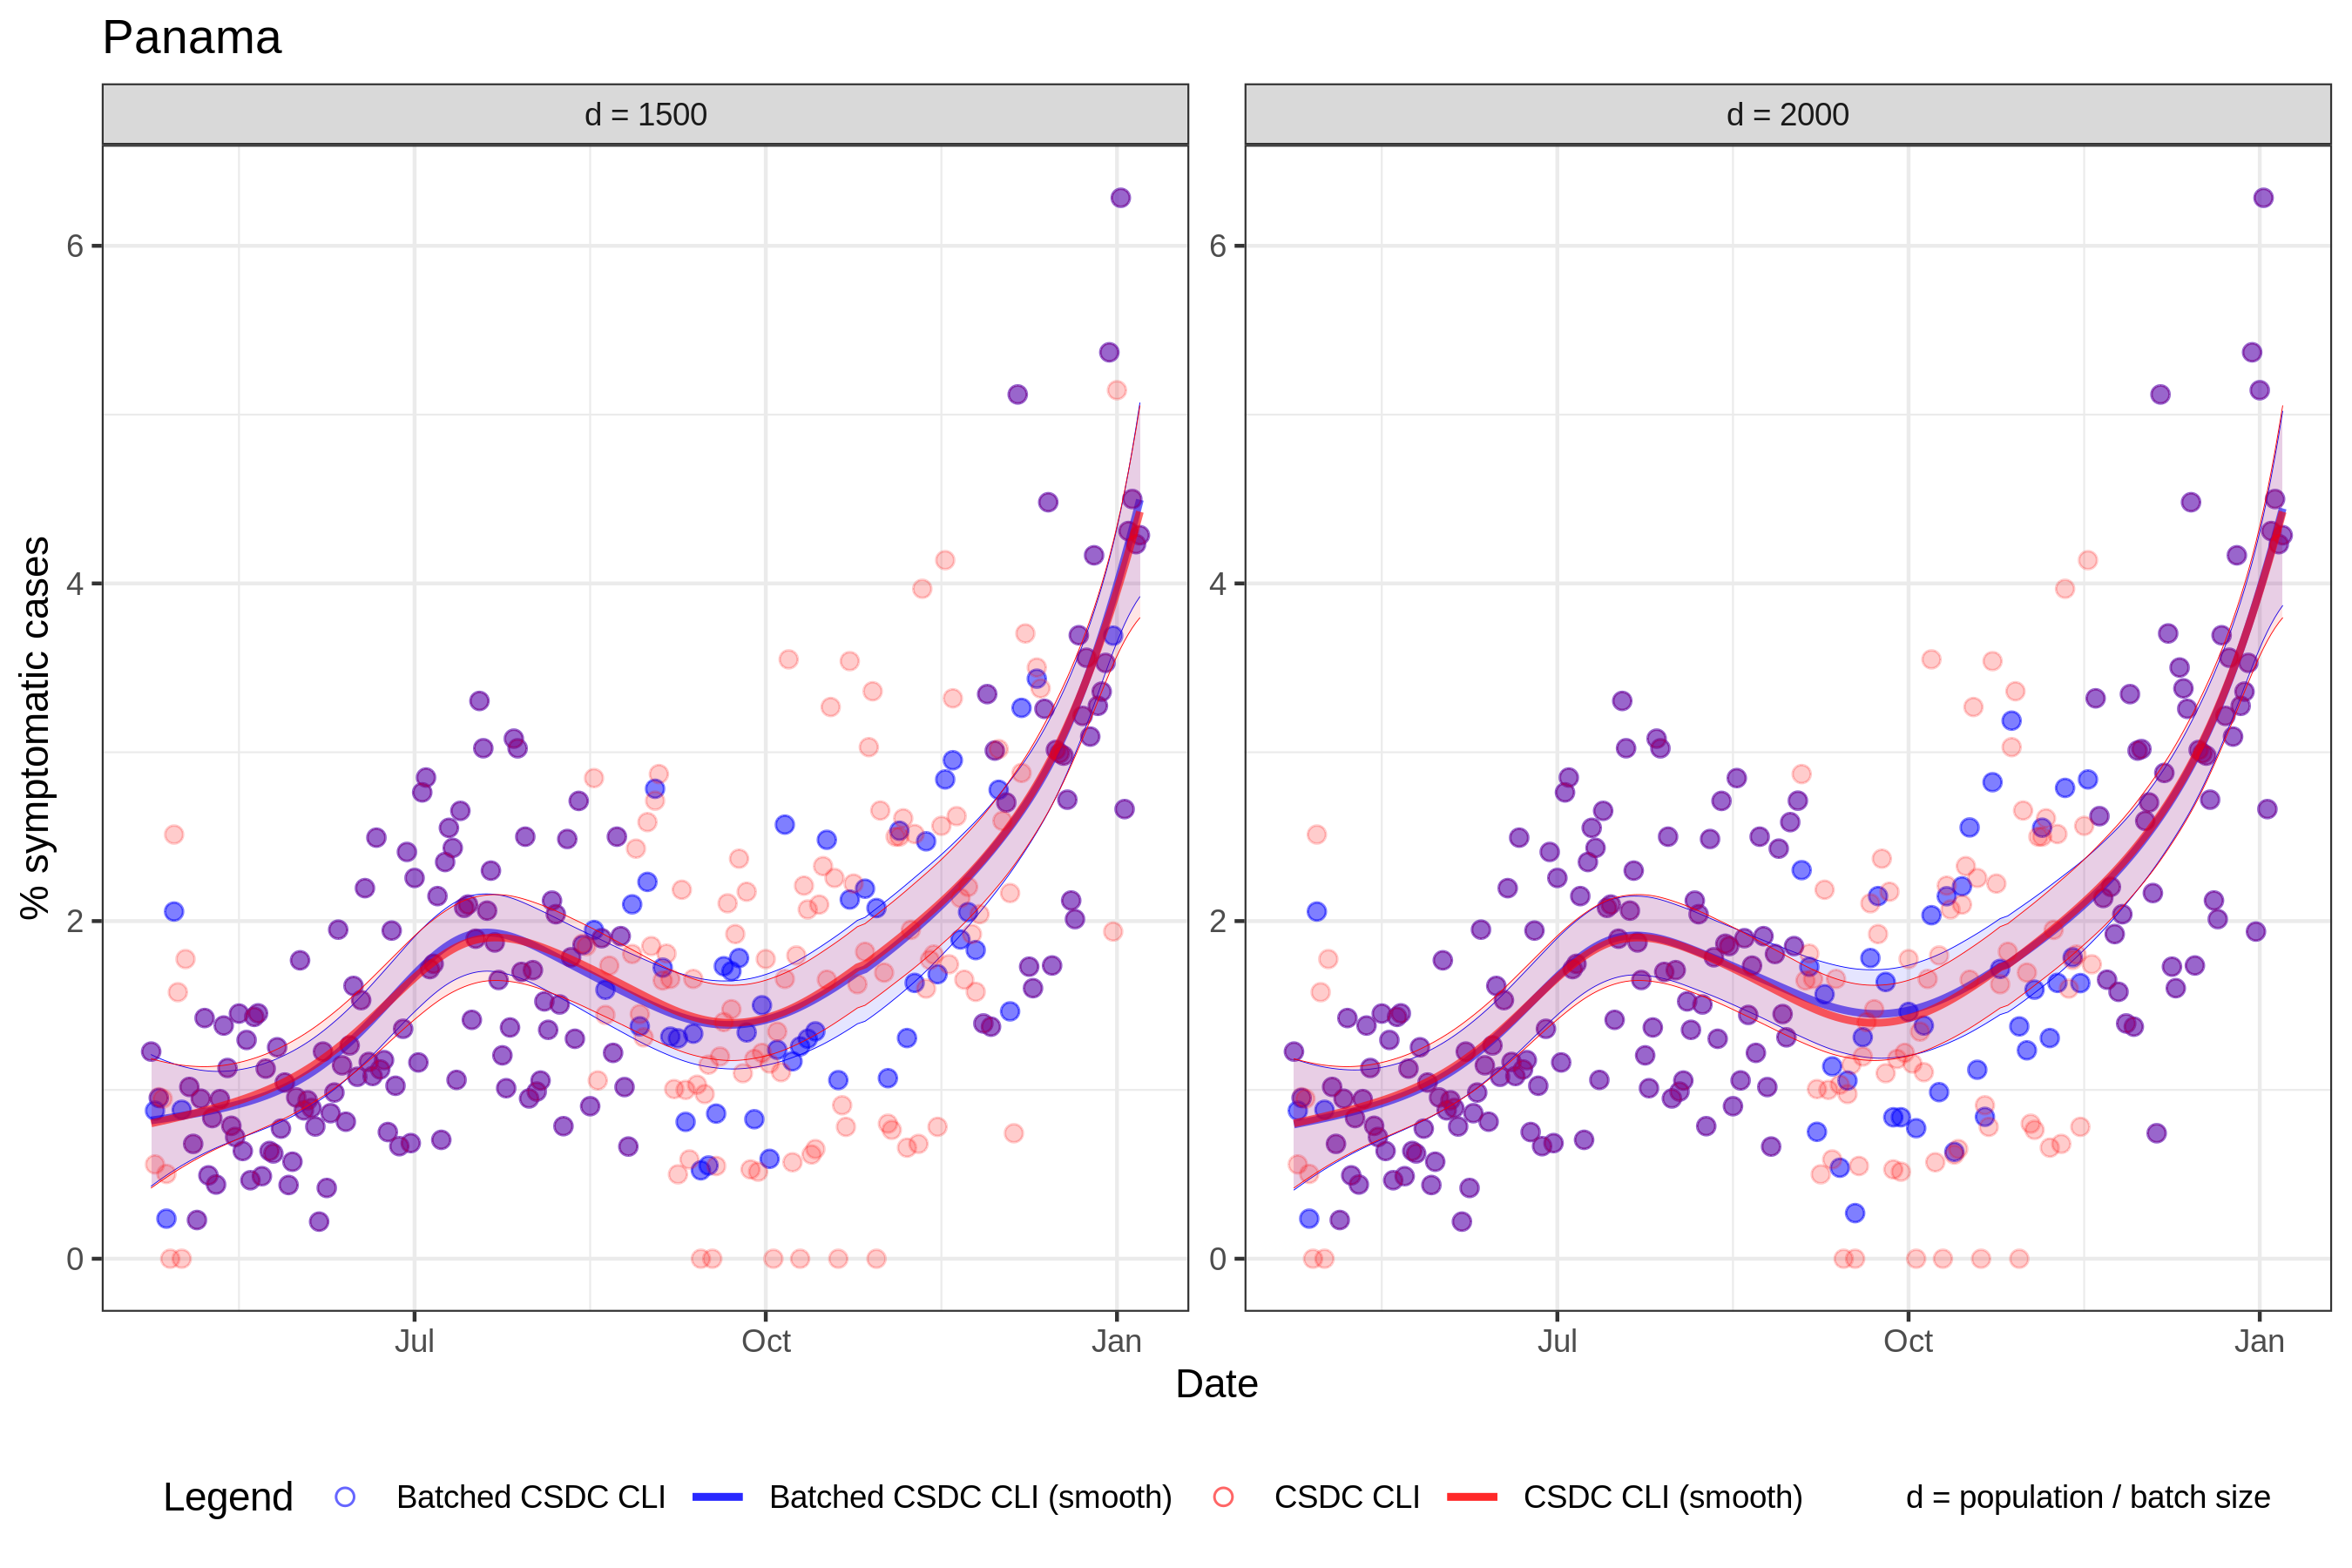 Panama
d = 1500
d = 2000
% symptomatic cases
6
4
2
0
6
4
2
0
Jul
Oct
Jan
Jul
Oct
Jan
Date
Legend
Batched CSDC CLI
Batched CSDC CLI (smooth)
CSDC CLI
CSDC CLI (smooth)
d = population / batch size